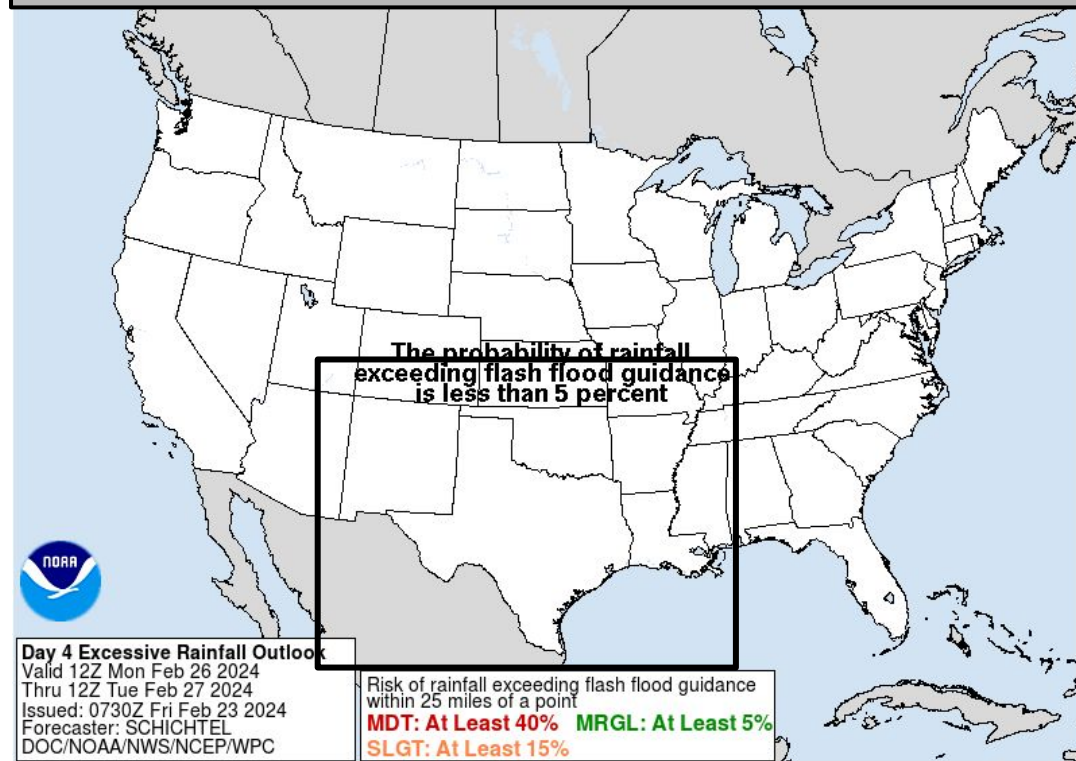 The probability of rainfall
exceeding flash flood guidance
is less than 5 percent
NOAA
Day 4 Excessive Rainfall Outlook
Valid 12Z Mon Feb 26 2024
Thru 12Z Tue Feb 27 2024
Issued: 0730Z Fri Feb 23 2024
Forecaster: SCHICHTEL
DOC/NOAA/NWS/NCEP/WPC
Risk of rainfall exceeding flash flood guidance
within 25 miles of a point
MDT: At Least 40% MRGL: At Least 5%
SLGT: At Least 15%